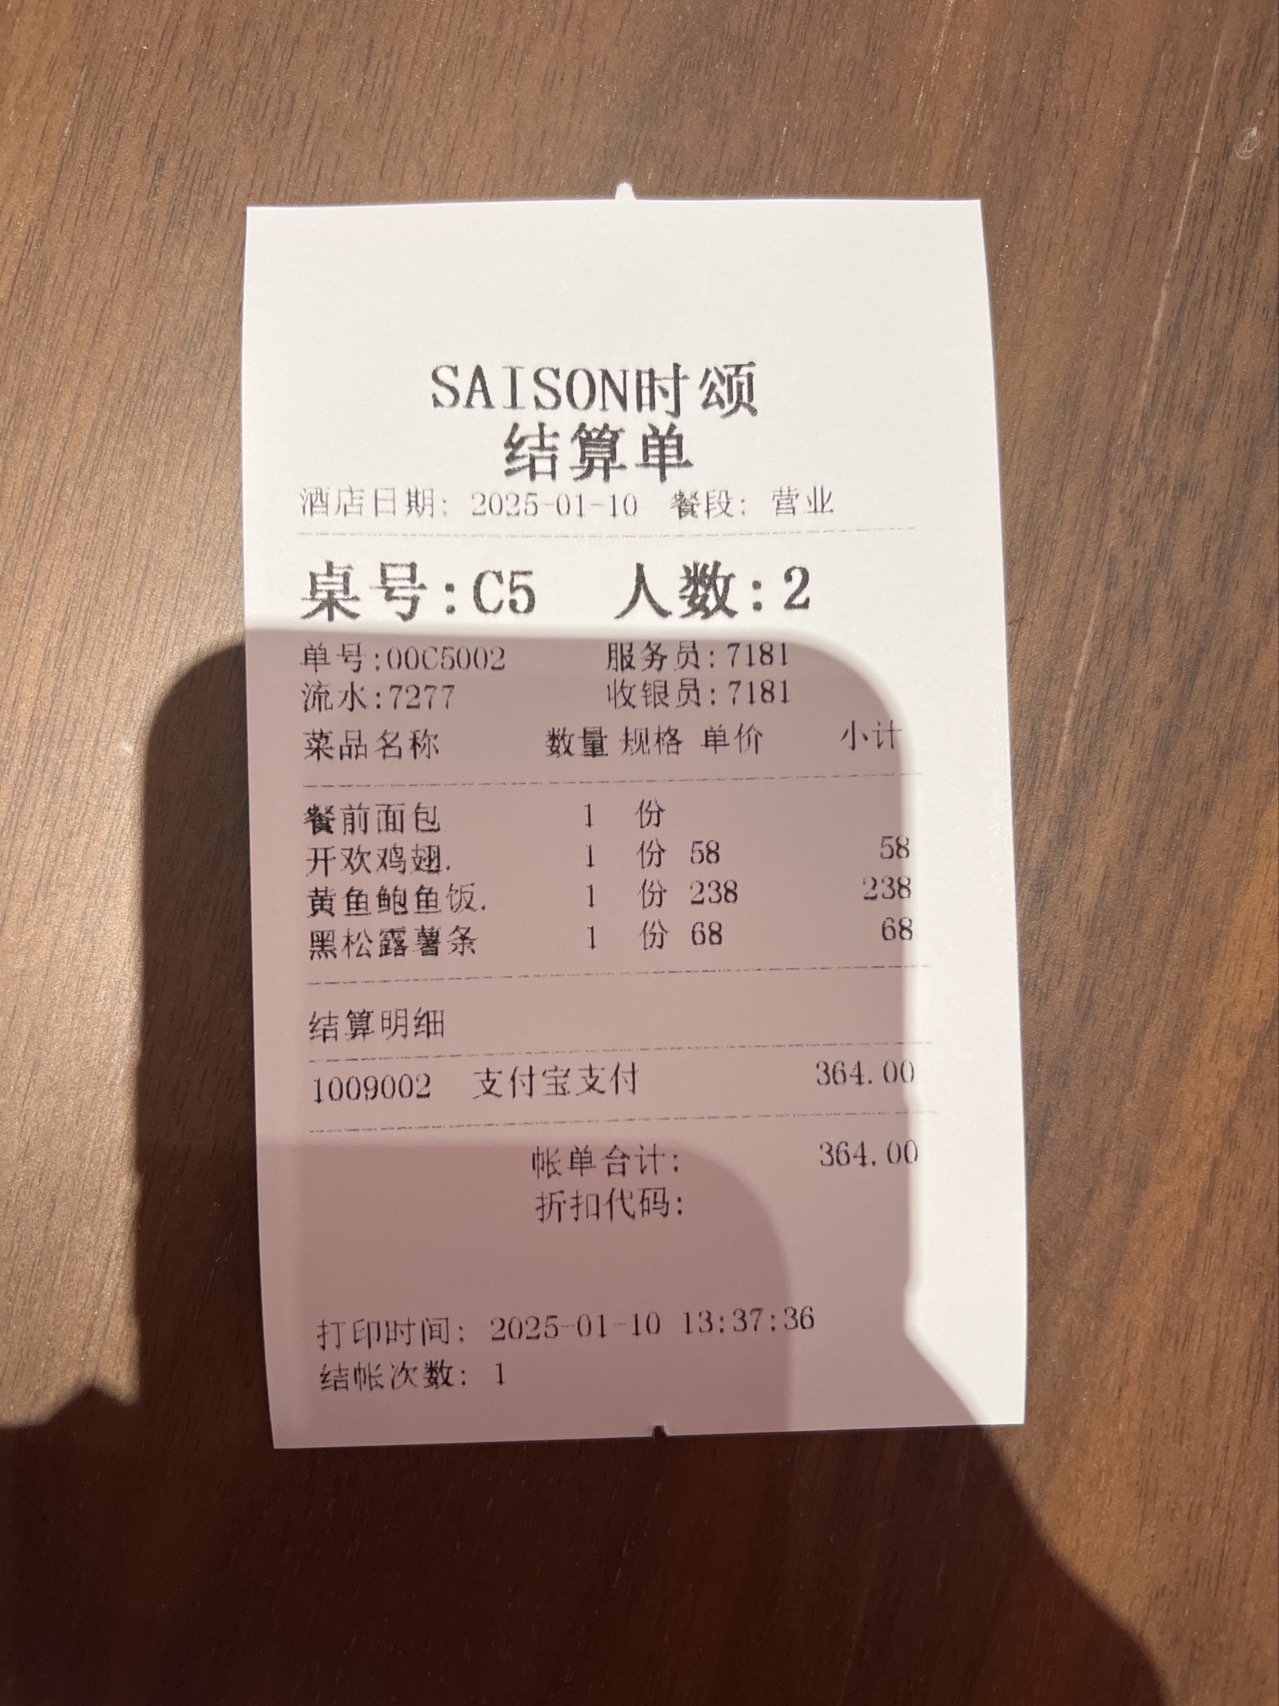 SAISON时颂
结算单
酒店日期: 2025-01-10 餐段: 营业
桌号:C5 人数:2
单号:00C5002 服务员:7181
流水:7277 收银员:7181
菜品名称 数量 规格 单价 小计
餐前面包 1 份
开欢鸡翅. 1 份 58 58
黄鱼鲍鱼饭. 1 份 238 238
黑松露薯条 1 份 68 68
结算明细
1009002 支付宝支付 364.00
帐单合计: 364.00
折扣代码:
打印时间: 2025-01-10 13:37:36
结帐次数: 1